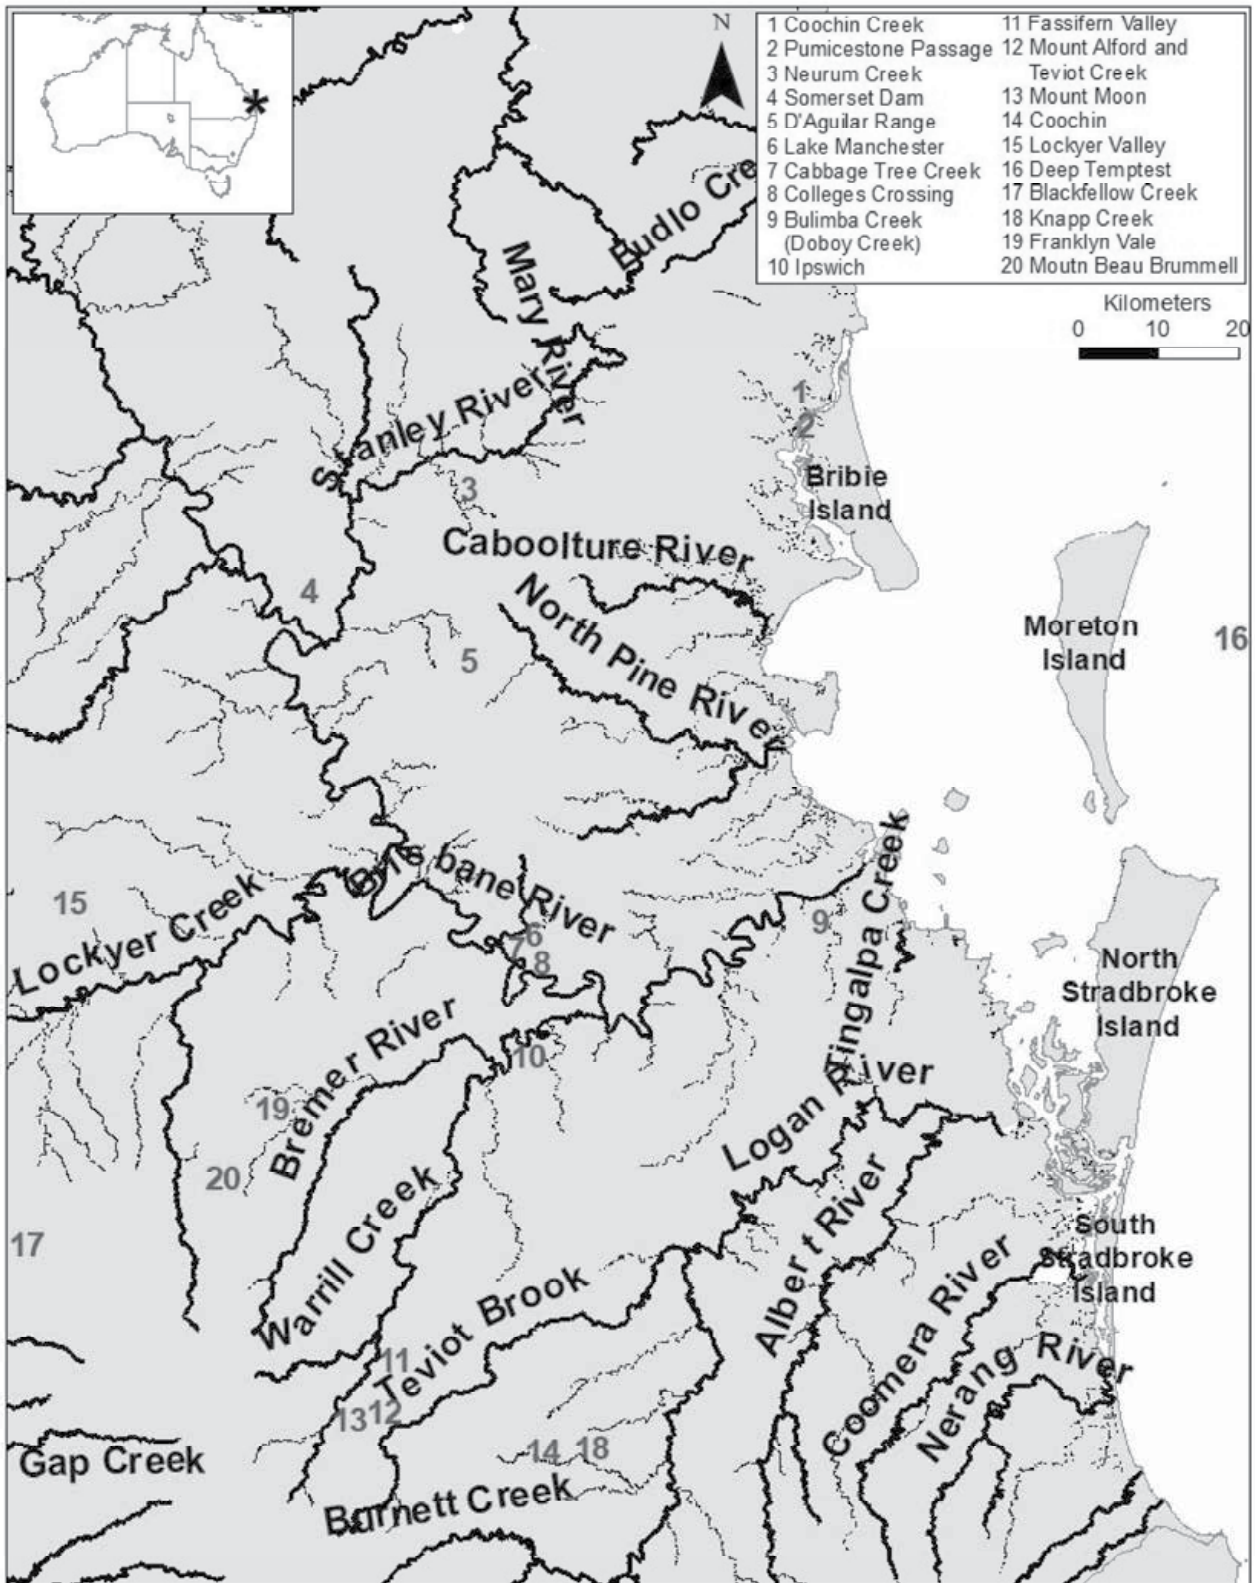 N
1 Coochin Creek
2 Pumicestone Passage
3 Neurum Creek
4 Somerset Dam
5 D'Aguilar Range
6 Lake Manchester
7 Cabbage Tree Creek
8 Colleges Crossing
9 Bulimba Creek
(Doboy Creek)
10 Ipswich
11 Fassifern Valley
12 Mount Alford and
Teviot Creek
13 Mount Moon
14 Coochin
15 Lockyer Valley
16 Deep Temptest
17 Blackfellow Creek
18 Knapp Creek
19 Franklyn Vale
20 Moutn Beau Brummell
Kilometers
0 10 20
Budlo Cre
Mary River
Stanley River
1
2
Bribie
Island
3
Caboolture River
4
North Pine River
5
Moreton
Island
16
Brisbane River
15
Lockyer Creek
Tingalpa Creek
9
6
7
8
North
Stradbroke
Island
Bremer River
10
Logan River
19
20
Warrill Creek
Albert River
17
South
Stradbroke
Island
Teviot Brook
Coomera River
Nerang River
11
13
12
14
18
Gap Creek
Burnett Creek